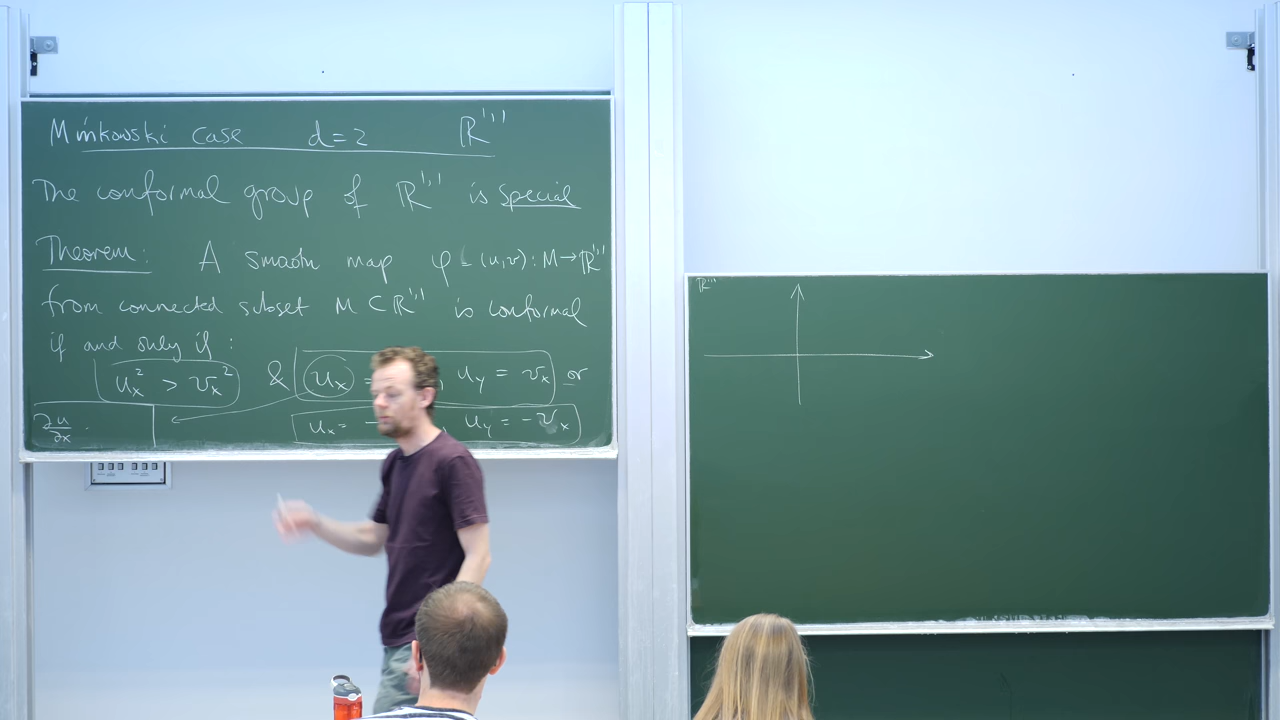 Minkowski case d=2 ℝ^{1,1}
The conformal group of ℝ^{1,1} is special
Theorem: A smooth map φ=(u,v): M→ℝ^{1,1}
from connected subset M⊂ℝ^{1,1} is conformal
if and only if:
u_x^2 > v_x^2 & u_x = , u_y = v_x or
∂u/∂x . u_x = - , u_y = -v_x
ℝ^{1,1}